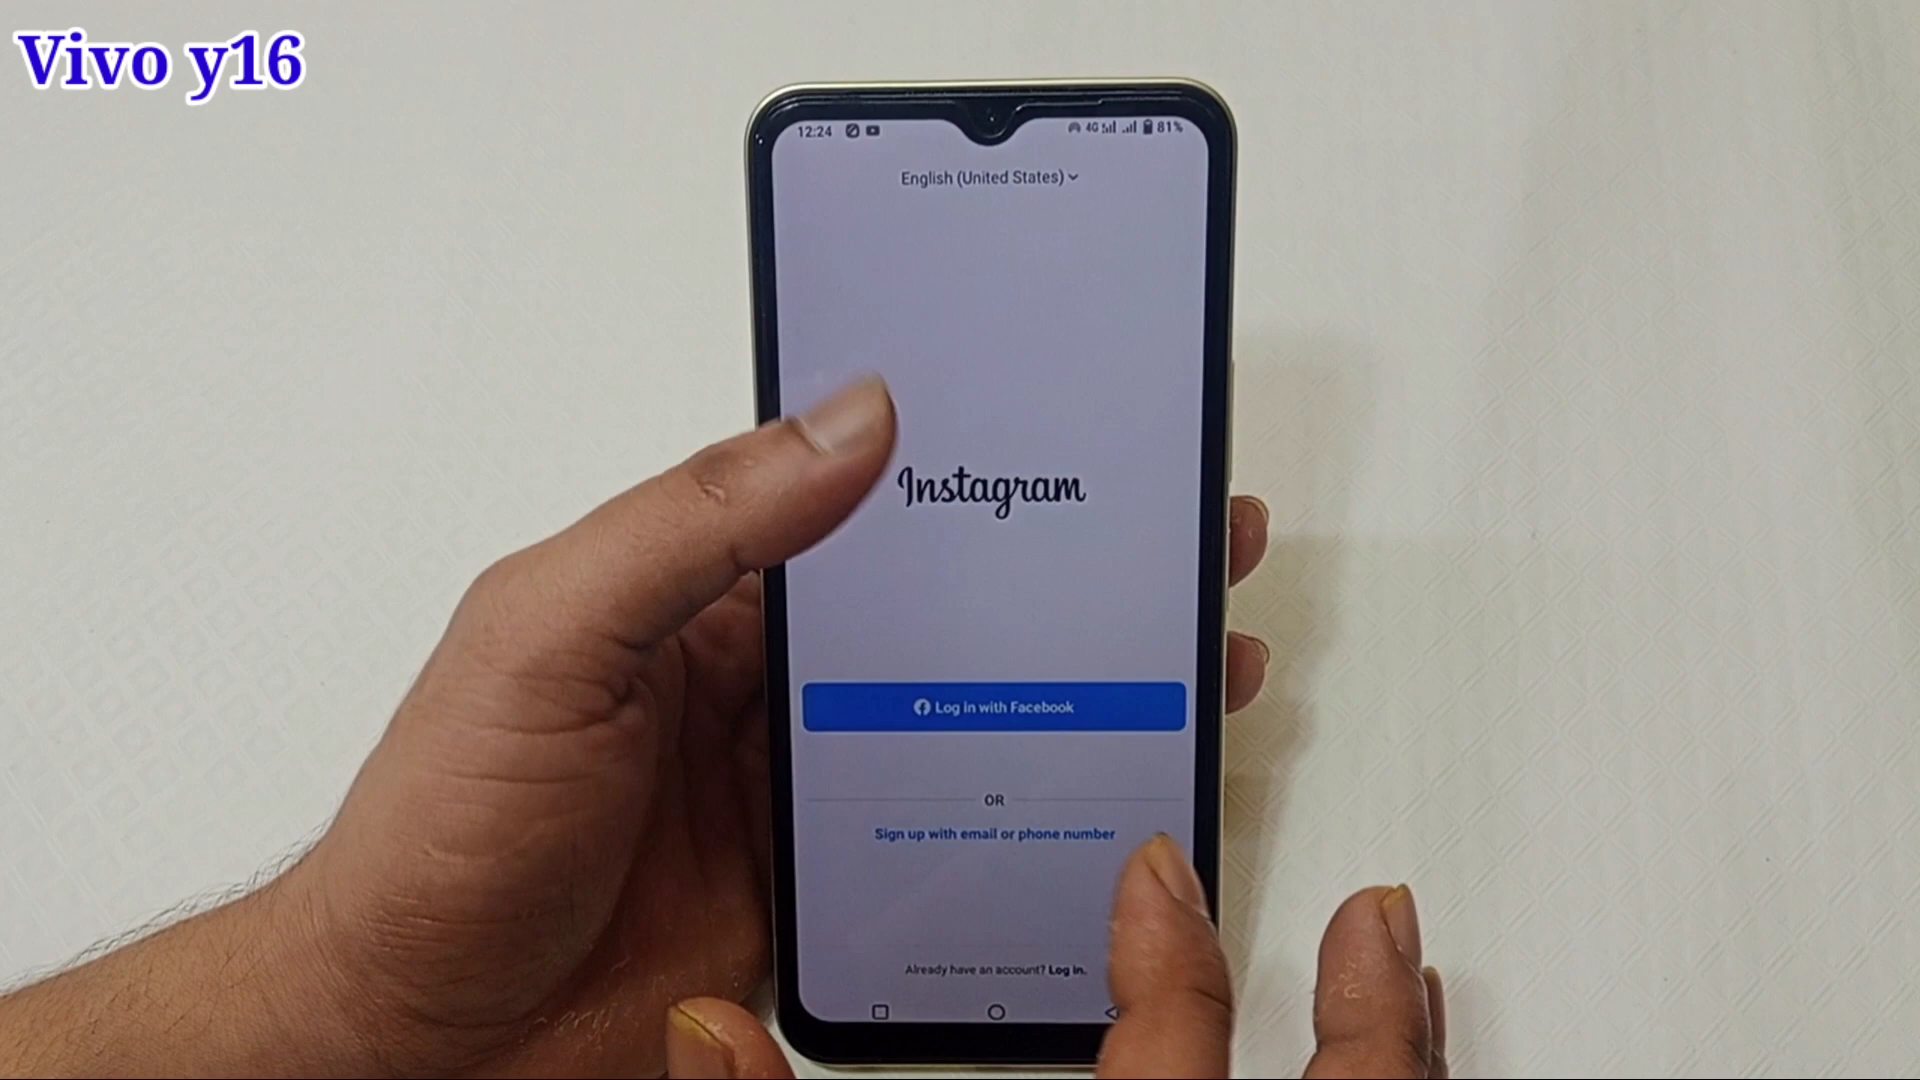 Vivo y16
12:24
4G 81%
English (United States)
Instagram
Log in with Facebook
OR
Sign up with email or phone number
Already have an account? Log in.